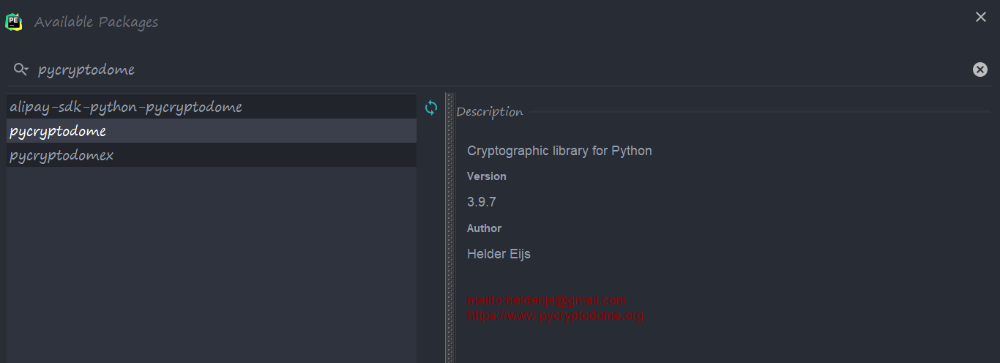 PE
Available Packages
pycryptodome
alipay-sdk-python-pycryptodome
pycryptodome
pycryptodomex
Description
Cryptographic library for Python
Version
3.9.7
Author
Helder Eijs
mailto:helderijs@gmail.com
https://www.pycryptodome.org